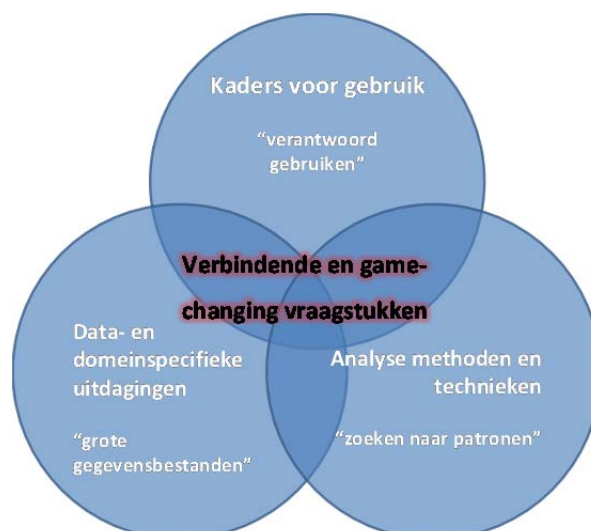 Kaders voor gebruik
“verantwoord
gebruiken”
Verbindende en game-
changing vraagstukken
Data- en
domeinspecifieke
uitdagingen
“grote
gegevensbestanden”
Analyse methoden en
technieken
“zoeken naar patronen”